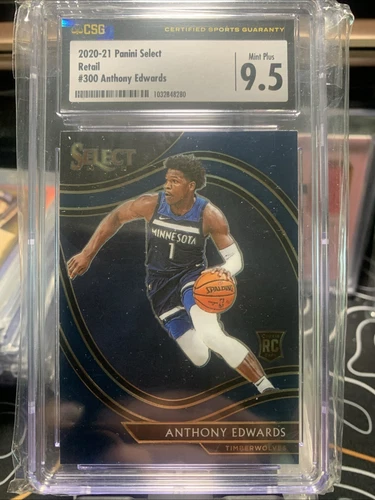 CSG CERTIFIED SPORTS GUARANTY
2020-21 Panini Select
Retail
#300 Anthony Edwards
1033848280
Mint Plus
9.5
SELECT
MINNESOTA
1
SPALDING
RC
ANTHONY EDWARDS
TIMBERWOLVES